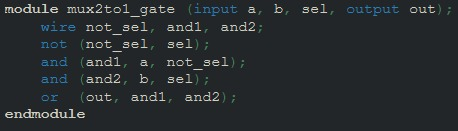 module mux2to1_gate (input a, b, sel, output out);
    wire not_sel, and1, and2;
    not (not_sel, sel);
    and (and1, a, not_sel);
    and (and2, b, sel);
    or  (out, and1, and2);
endmodule